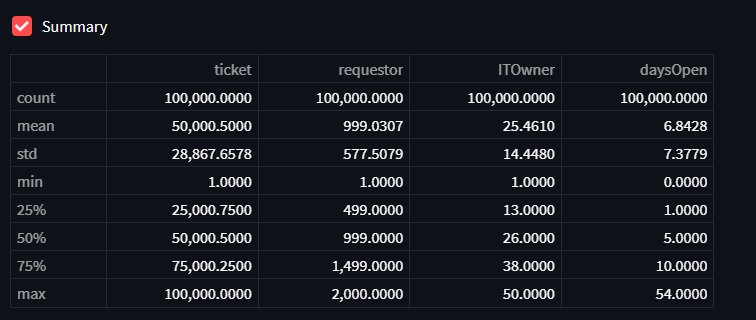 Summary
ticket requestor ITOwner daysOpen
count 100,000.0000 100,000.0000 100,000.0000 100,000.0000
mean 50,000.5000 999.0307 25.4610 6.8428
std 28,867.6578 577.5079 14.4480 7.3779
min 1.0000 1.0000 1.0000 0.0000
25% 25,000.7500 499.0000 13.0000 1.0000
50% 50,000.5000 999.0000 26.0000 5.0000
75% 75,000.2500 1,499.0000 38.0000 10.0000
max 100,000.0000 2,000.0000 50.0000 54.0000